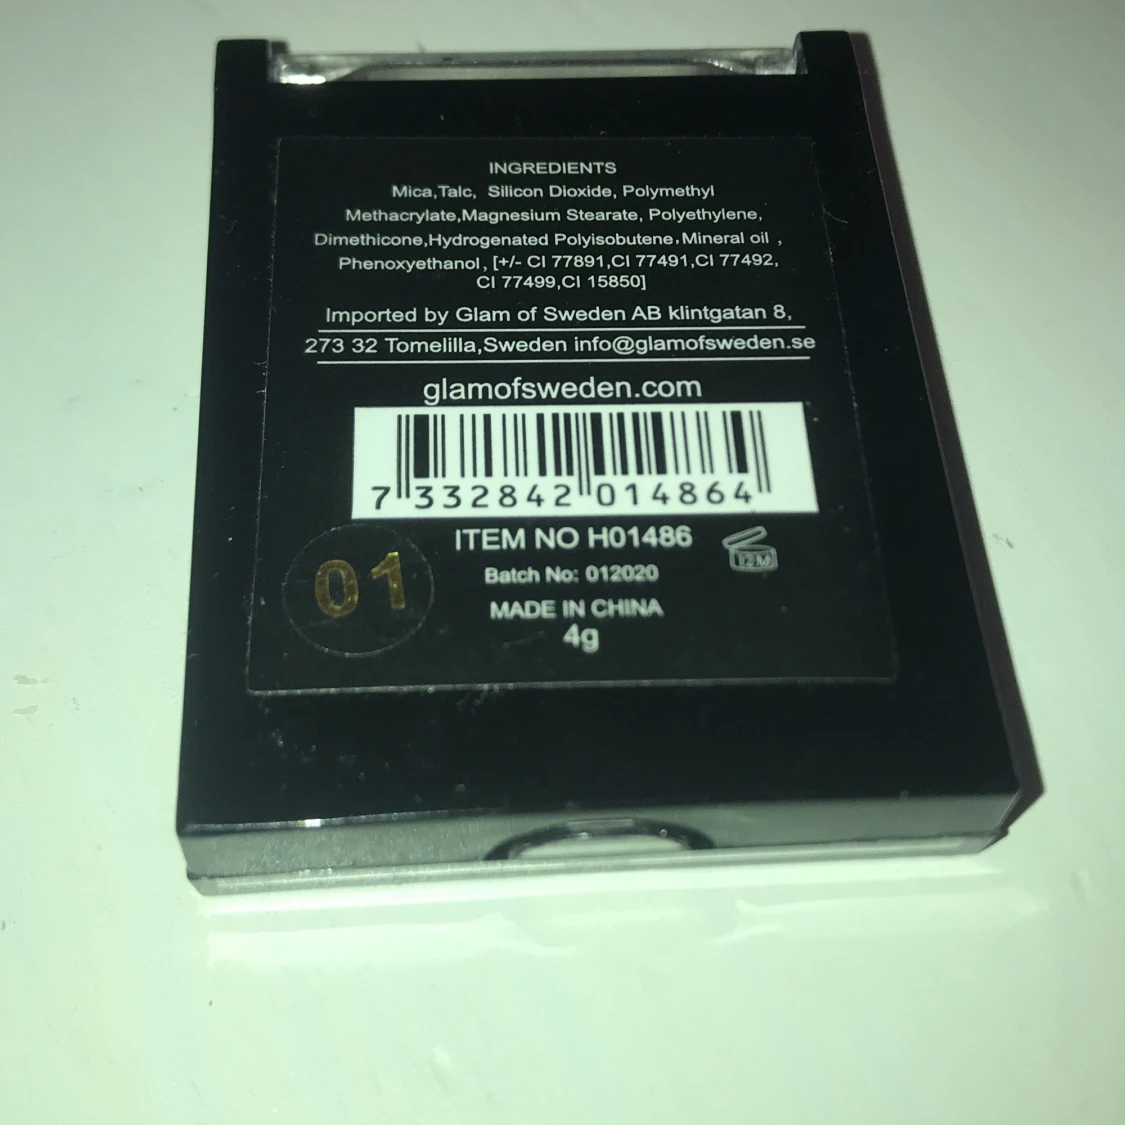 INGREDIENTS
Mica,Talc, Silicon Dioxide, Polymethyl
Methacrylate,Magnesium Stearate, Polyethylene,
Dimethicone,Hydrogenated Polyisobutene,Mineral oil ,
Phenoxyethanol, [+/- CI 77891,CI 77491,CI 77492,
CI 77499,CI 15850]
Imported by Glam of Sweden AB klintgatan 8,
273 32 Tomelilla,Sweden info@glamofsweden.se
glamofsweden.com
7 332842 014864
ITEM NO H01486
12M
Batch No: 012020
01
MADE IN CHINA
4g